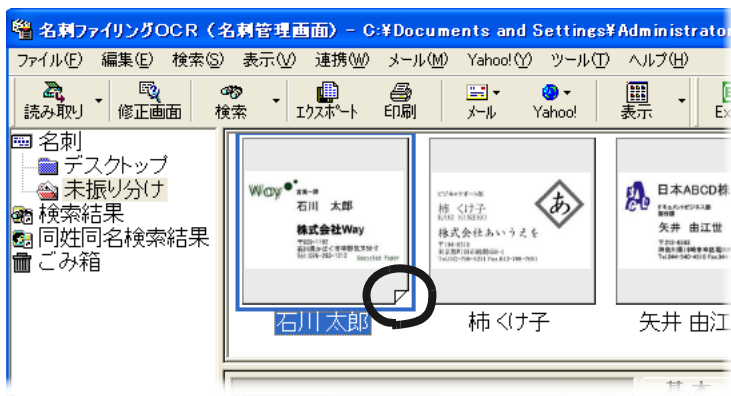 名刺ファイリングOCR（名刺管理画面）- C:¥Documents and Settings¥Administrator
ファイル(F) 編集(E) 検索(S) 表示(V) 連携(W) メール(M) Yahoo!(Y) ツール(T) ヘルプ(H)
読み取り 修正画面 検索 エクスポート 印刷 メール Yahoo! 表示 Ex
名刺
デスクトップ
未振り分け
検索結果
同姓同名検索結果
ごみ箱
Way
石川 太郎
株式会社Way
Recycled Paper
石川 太郎
柿 くけ子
KAKI KUKEKO
株式会社あいうえを
あ
柿 くけ子
日本ABCD株
矢井 由江世
矢井 由江
基 本